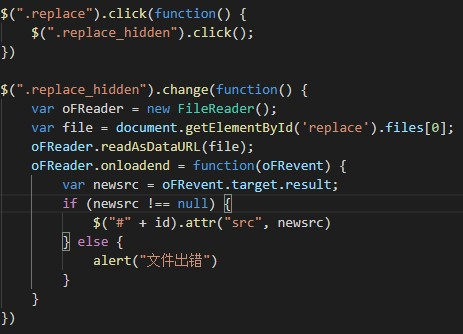 $(".replace").click(function() {
    $(".replace_hidden").click();
})

$(".replace_hidden").change(function() {
    var oFReader = new FileReader();
    var file = document.getElementById('replace').files[0];
    oFReader.readAsDataURL(file);
    oFReader.onloadend = function(oFRevent) {
        var newsrc = oFRevent.target.result;
        if (newsrc !== null) {
            $("#" + id).attr("src", newsrc)
        } else {
            alert("文件出错")
        }
    }
})